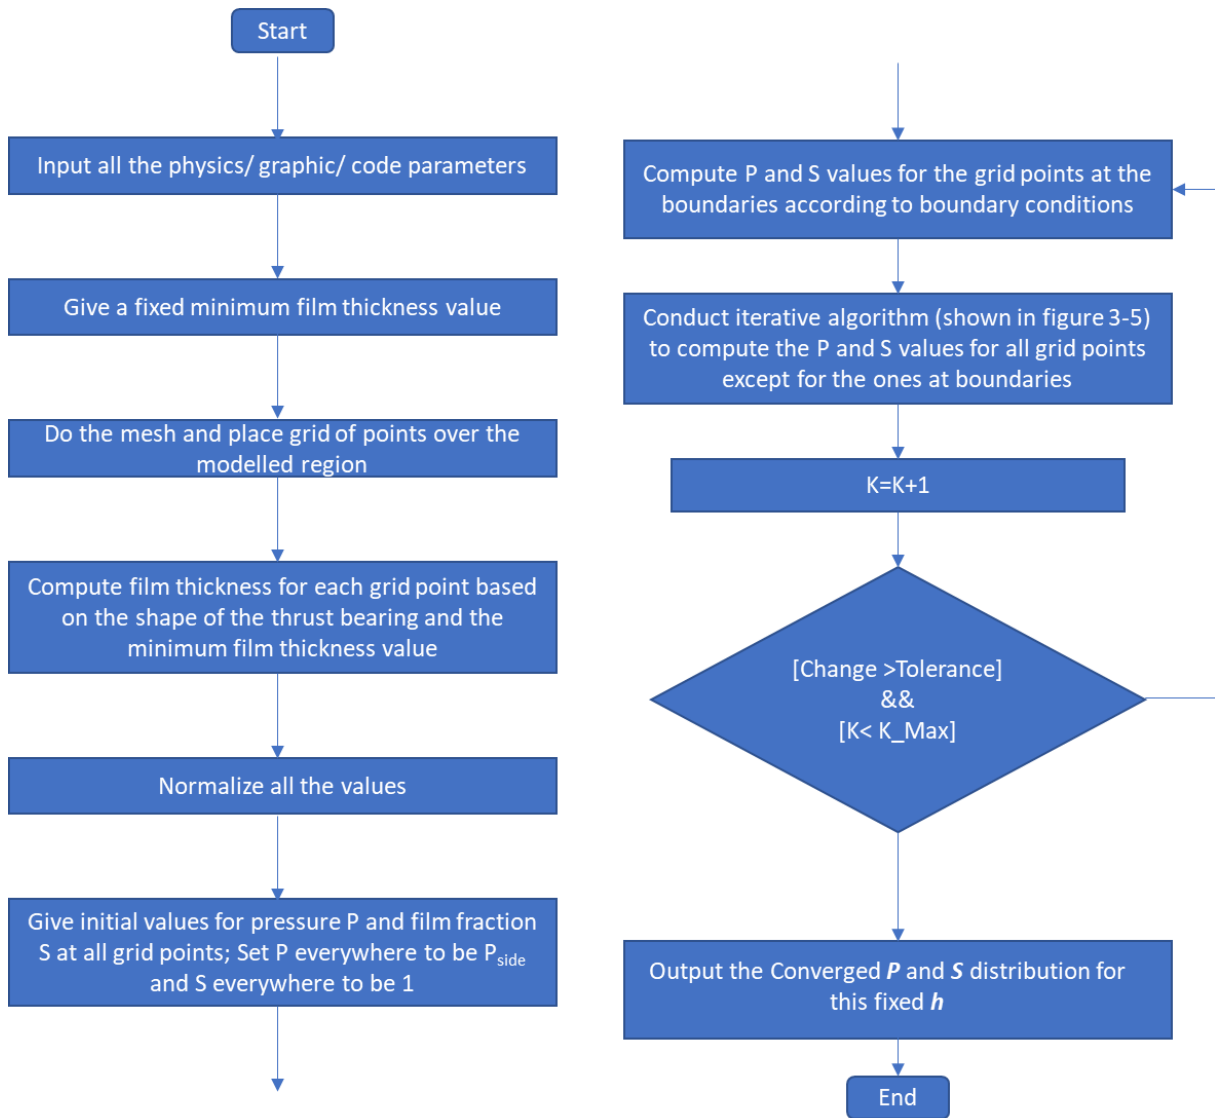 Start
Input all the physics/ graphic/ code parameters
Give a fixed minimum film thickness value
Do the mesh and place grid of points over the
modelled region
Compute film thickness for each grid point based
on the shape of the thrust bearing and the
minimum film thickness value
Normalize all the values
Give initial values for pressure P and film fraction
S at all grid points; Set P everywhere to be Pside
and S everywhere to be 1
Compute P and S values for the grid points at the
boundaries according to boundary conditions
Conduct iterative algorithm (shown in figure 3-5)
to compute the P and S values for all grid points
except for the ones at boundaries
K=K+1
[Change >Tolerance]
&&
[K< K_Max]
Output the Converged P and S distribution for
this fixed h
End